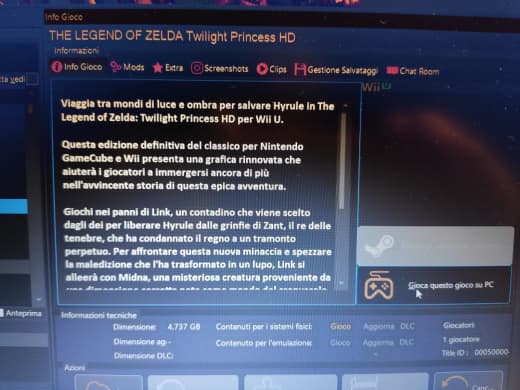 Info Gioco
THE LEGEND OF ZELDA Twilight Princess HD
Informazioni
Info Gioco Mods Extra Screenshots Clips Gestione Salvataggi Chat Room
Wii U
Viaggia tra mondi di luce e ombra per salvare Hyrule in The
Legend of Zelda: Twilight Princess HD per Wii U.
Questa edizione definitiva del classico per Nintendo
GameCube e Wii presenta una grafica rinnovata che
aiuterà i giocatori a immergersi ancora di più
nell'avvincente storia di questa epica avventura.
Giochi nei panni di Link, un contadino che viene scelto
dagli dei per liberare Hyrule dalle grinfie di Zant, il re delle
tenebre, che ha condannato il regno a un tramonto
perpetuo. Per affrontare questa nuova minaccia e spezzare
la maledizione che l'ha trasformato in un lupo, Link si
alleerà con Midna, una misteriosa creatura proveniente da
Gioca questo gioco su PC
Anteprima
Informazioni tecniche
Dimensione: 4,737 GB Contenuti per i sistemi fisici: Gioco Aggiorna DLC Giocatori
Dimensione ag:- Contenuto per l'emulazione: Gioco Aggiorna DLC 1 giocatore
Dimensione DLC: - Title ID: 00050000-
Azioni